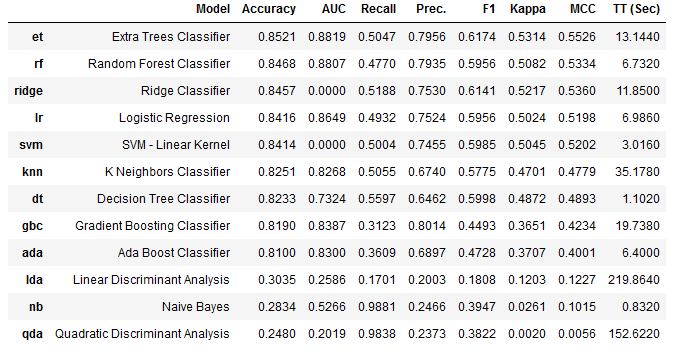 Model Accuracy AUC Recall Prec. F1 Kappa MCC TT (Sec)
et Extra Trees Classifier 0.8521 0.8819 0.5047 0.7956 0.6174 0.5314 0.5526 13.1440
rf Random Forest Classifier 0.8468 0.8807 0.4770 0.7935 0.5956 0.5082 0.5334 6.7320
ridge Ridge Classifier 0.8457 0.0000 0.5188 0.7530 0.6141 0.5217 0.5360 11.8500
lr Logistic Regression 0.8416 0.8649 0.4932 0.7524 0.5956 0.5024 0.5198 6.9860
svm SVM - Linear Kernel 0.8414 0.0000 0.5004 0.7455 0.5985 0.5045 0.5202 3.0160
knn K Neighbors Classifier 0.8251 0.8268 0.5055 0.6740 0.5775 0.4701 0.4779 35.1780
dt Decision Tree Classifier 0.8233 0.7324 0.5597 0.6462 0.5998 0.4872 0.4893 1.1020
gbc Gradient Boosting Classifier 0.8190 0.8387 0.3123 0.8014 0.4493 0.3651 0.4234 19.7380
ada Ada Boost Classifier 0.8100 0.8300 0.3609 0.6897 0.4728 0.3707 0.4001 6.4000
lda Linear Discriminant Analysis 0.3035 0.2586 0.1701 0.2003 0.1808 0.1203 0.1227 219.8640
nb Naive Bayes 0.2834 0.5266 0.9881 0.2466 0.3947 0.0261 0.1015 0.8320
qda Quadratic Discriminant Analysis 0.2480 0.2019 0.9838 0.2373 0.3822 0.0020 0.0056 152.6220